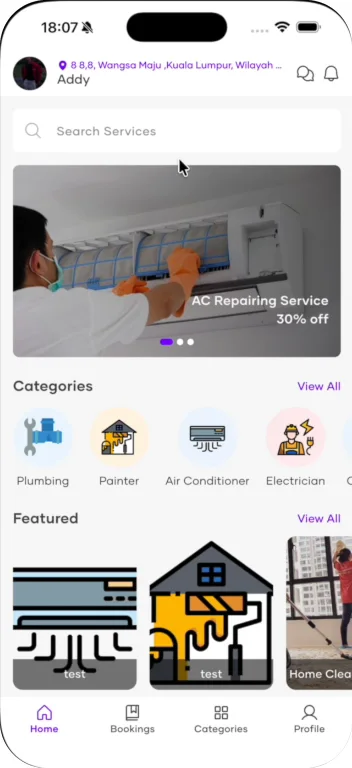 18:07
8 8,8, Wangsa Maju ,Kuala Lumpur, Wilayah ...
Addy
Search Services
AC Repairing Service
30% off
Categories
View All
Plumbing
Painter
Air Conditioner
Electrician
Featured
View All
test
test
Home Clea
Home
Bookings
Categories
Profile